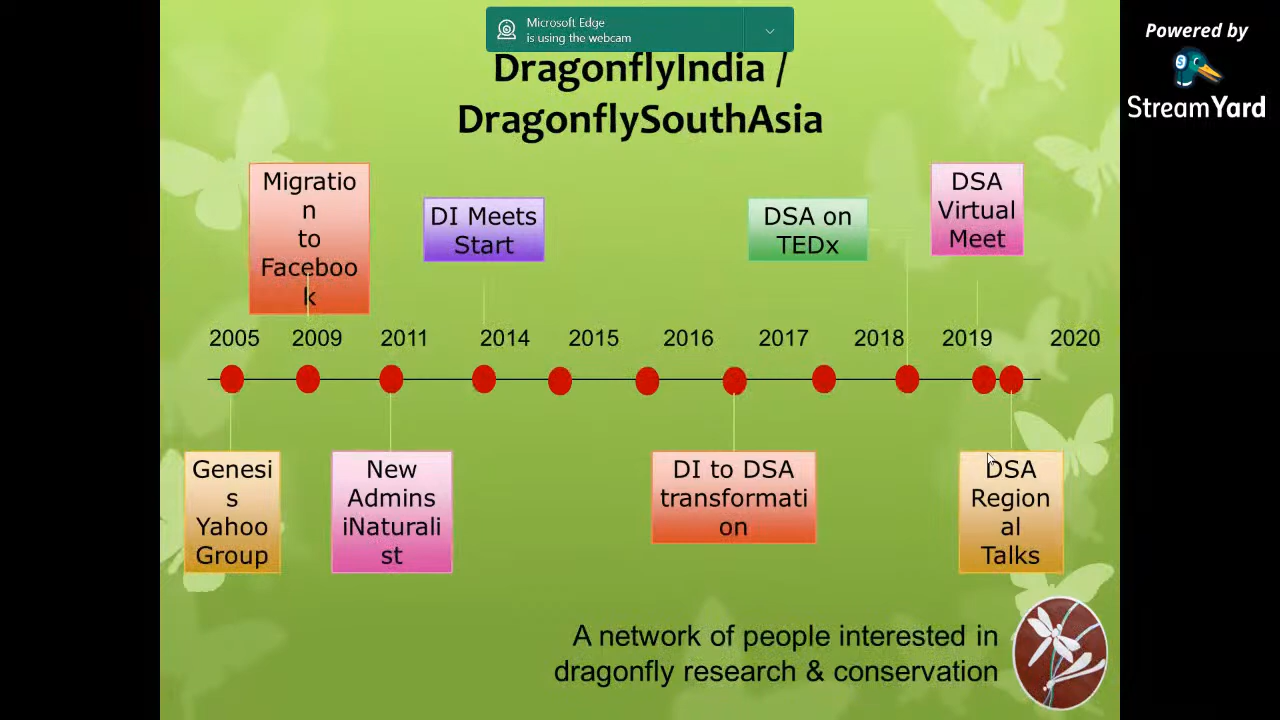 Microsoft Edge
is using the webcam
Powered by
StreamYard
DragonflyIndia /
DragonflySouthAsia
Migratio
n
to
Faceboo
k
DI Meets
Start
DSA on
TEDx
DSA
Virtual
Meet
2005 2009 2011 2014 2015 2016 2017 2018 2019 2020
Genesi
s
Yahoo
Group
New
Admins
iNaturali
st
DI to DSA
transformati
on
DSA
Region
al
Talks
A network of people interested in
dragonfly research & conservation